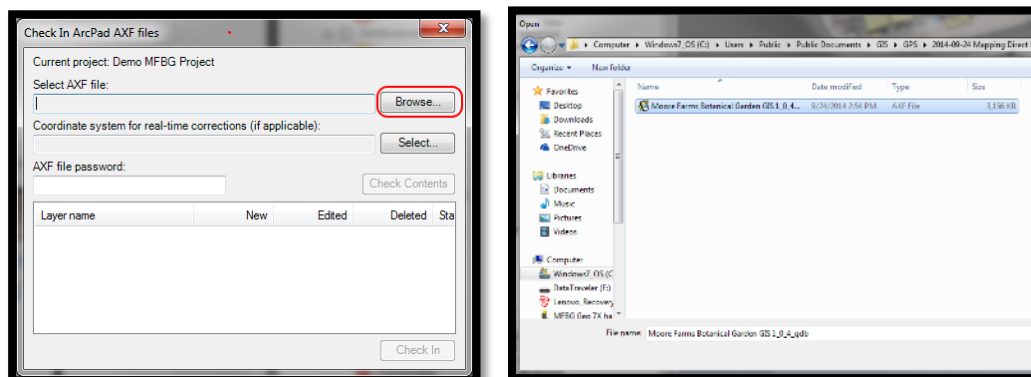 Check In ArcPad AXF files
Current project: Demo MFBG Project
Select AXF file:
Browse...
Coordinate system for real-time corrections (if applicable):
Select...
AXF file password:
Check Contents
Layer name New Edited Deleted Sta
Check In
Open
Computer Windows7_OS (C:) Users Public Public Documents GIS GPS 2014-09-24 Mapping Direct
Organize New folder
Name Date modified Type Size
Favorites
Desktop
Downloads
Recent Places
OneDrive
Libraries
Documents
Music
Pictures
Videos
Computer
Windows7_OS (C
DataTraveler (F:)
Lenovo_Recovery
MFBG Geo 7X ha
Moore Farms Botanical Garden GIS 1_0_4... 9/24/2014 2:54 PM AXF File 3,156 KB
File name: Moore Farms Botanical Garden GIS 1_0_4_gdb